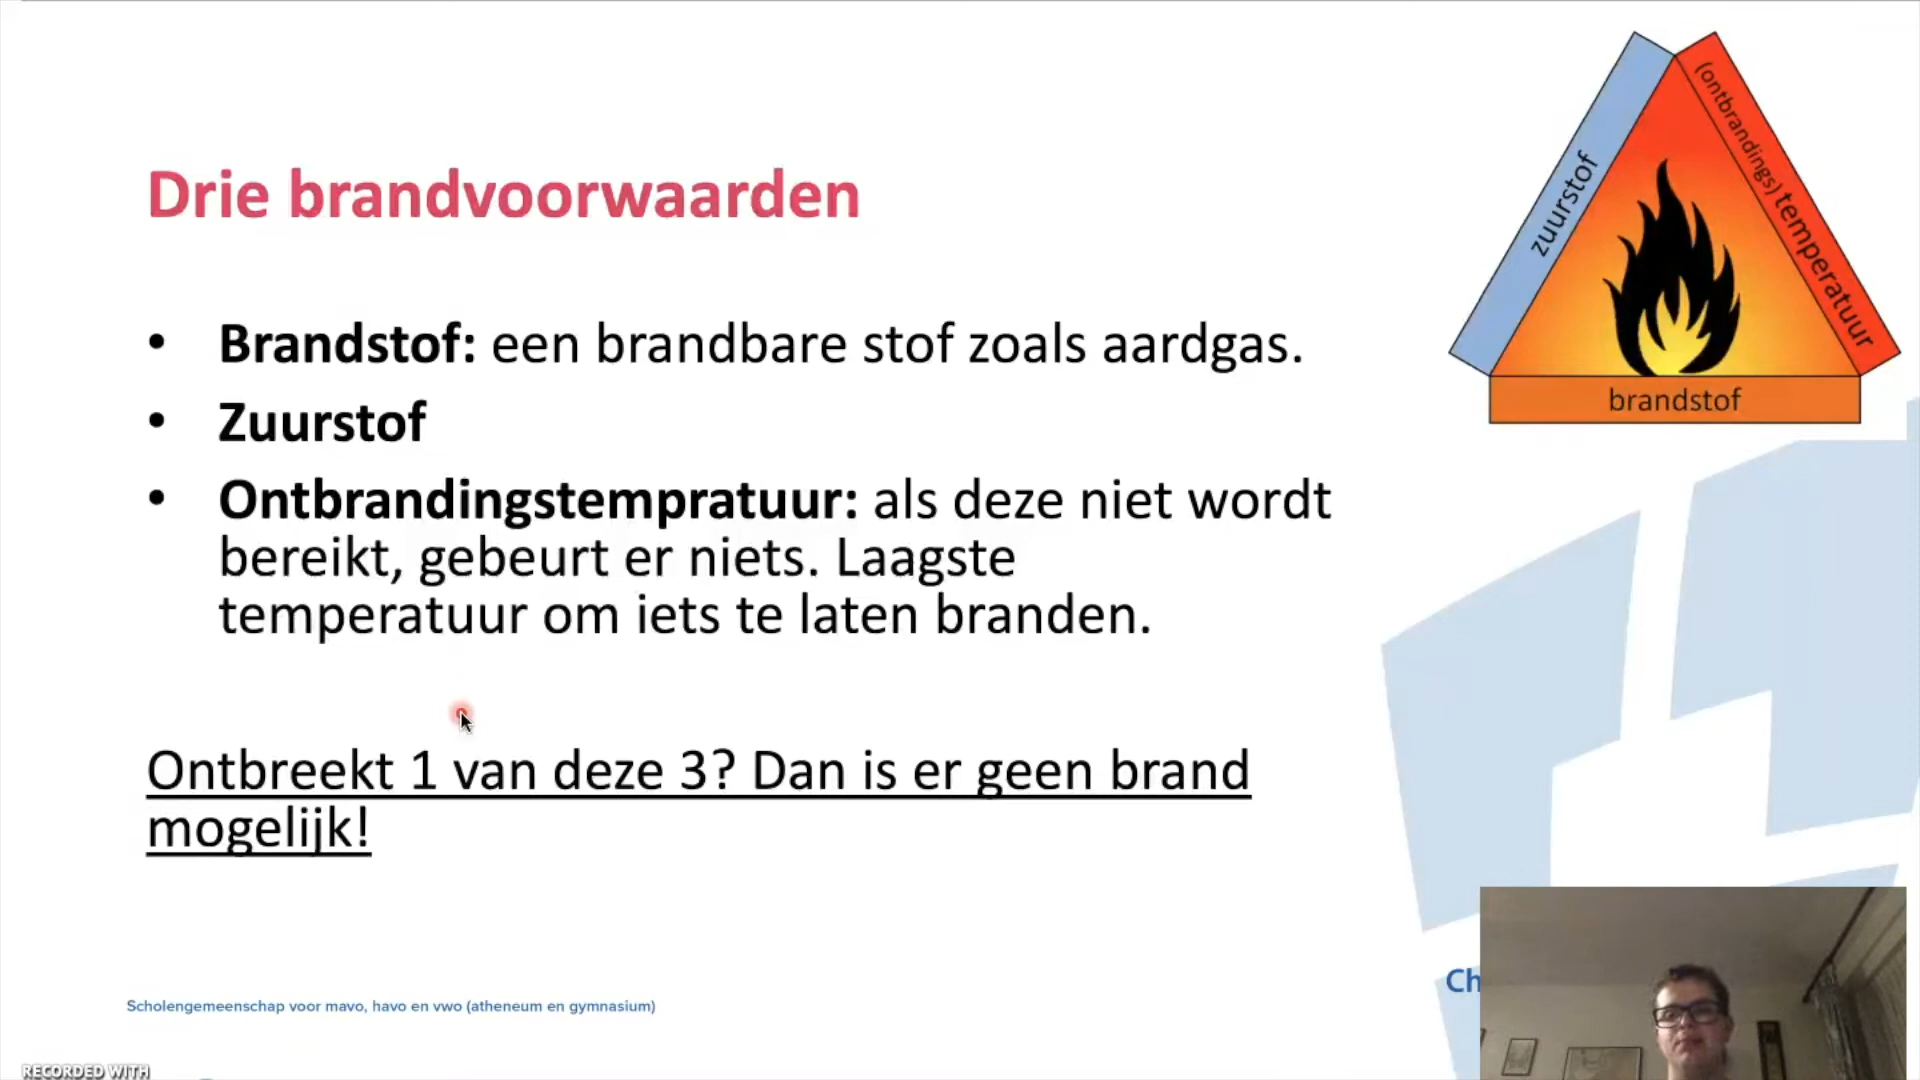 Drie brandvoorwaarden
• Brandstof: een brandbare stof zoals aardgas.
• Zuurstof
• Ontbrandingstempratuur: als deze niet wordt
bereikt, gebeurt er niets. Laagste
temperatuur om iets te laten branden.
Ontbreekt 1 van deze 3? Dan is er geen brand
mogelijk!
zuurstof
(ontbrandings) temperatuur
brandstof
Scholengemeenschap voor mavo, havo en vwo (atheneum en gymnasium)
Ch
RECORDED WITH